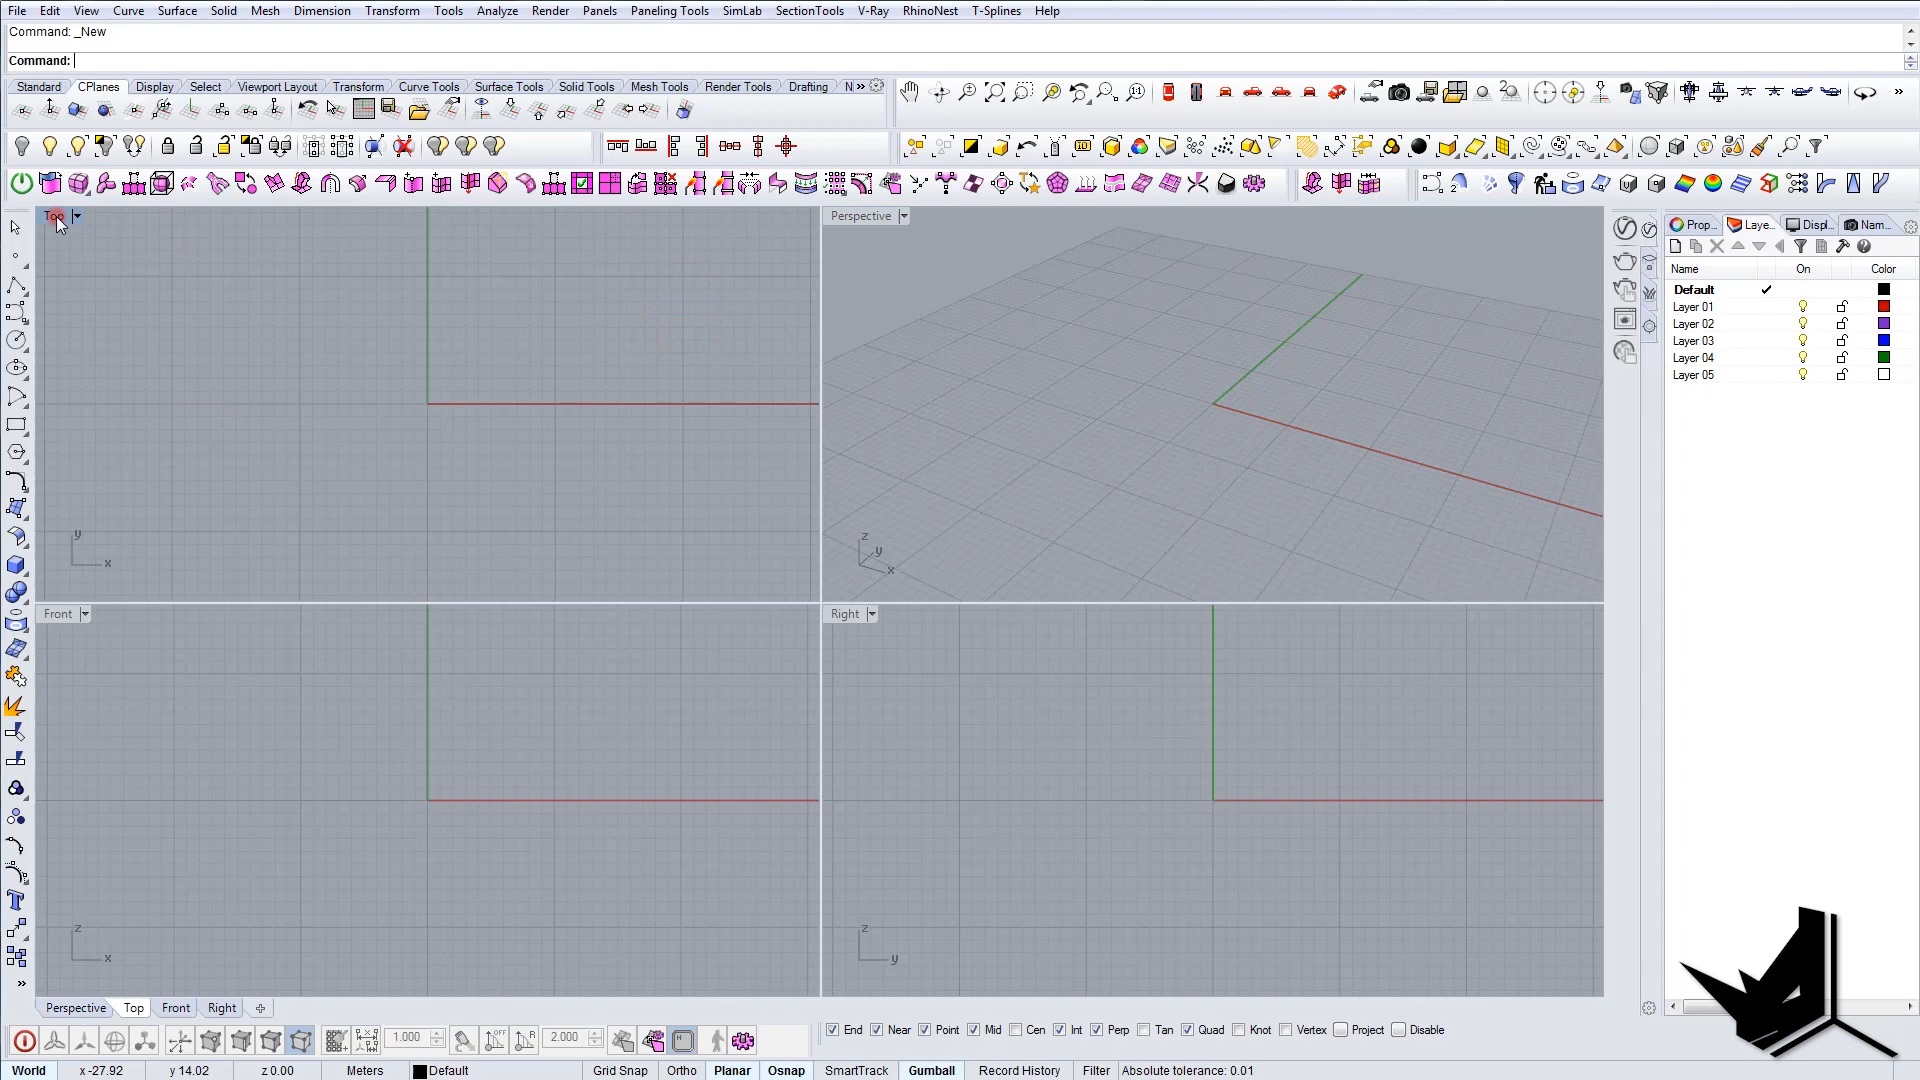 File Edit View Curve Surface Solid Mesh Dimension Transform Tools Analyze Render Panels Paneling Tools SimLab SectionTools V-Ray RhinoNest T-Splines Help
Command: _New
Command:
Standard CPlanes Display Select Viewport Layout Transform Curve Tools Surface Tools Solid Tools Mesh Tools Render Tools Drafting N »
Top
Perspective
Prop... Laye... Displ... Nam...
Name On Color
Default
Layer 01
Layer 02
Layer 03
Layer 04
Layer 05
y
x
z
y
x
Front
Right
z
x
z
y
Perspective Top Front Right
1.000 2.000
End Near Point Mid Cen Int Perp Tan Quad Knot Vertex Project Disable
World x -27.92 y 14.02 z 0.00 Meters Default Grid Snap Ortho Planar Osnap SmartTrack Gumball Record History Filter Absolute tolerance: 0.01